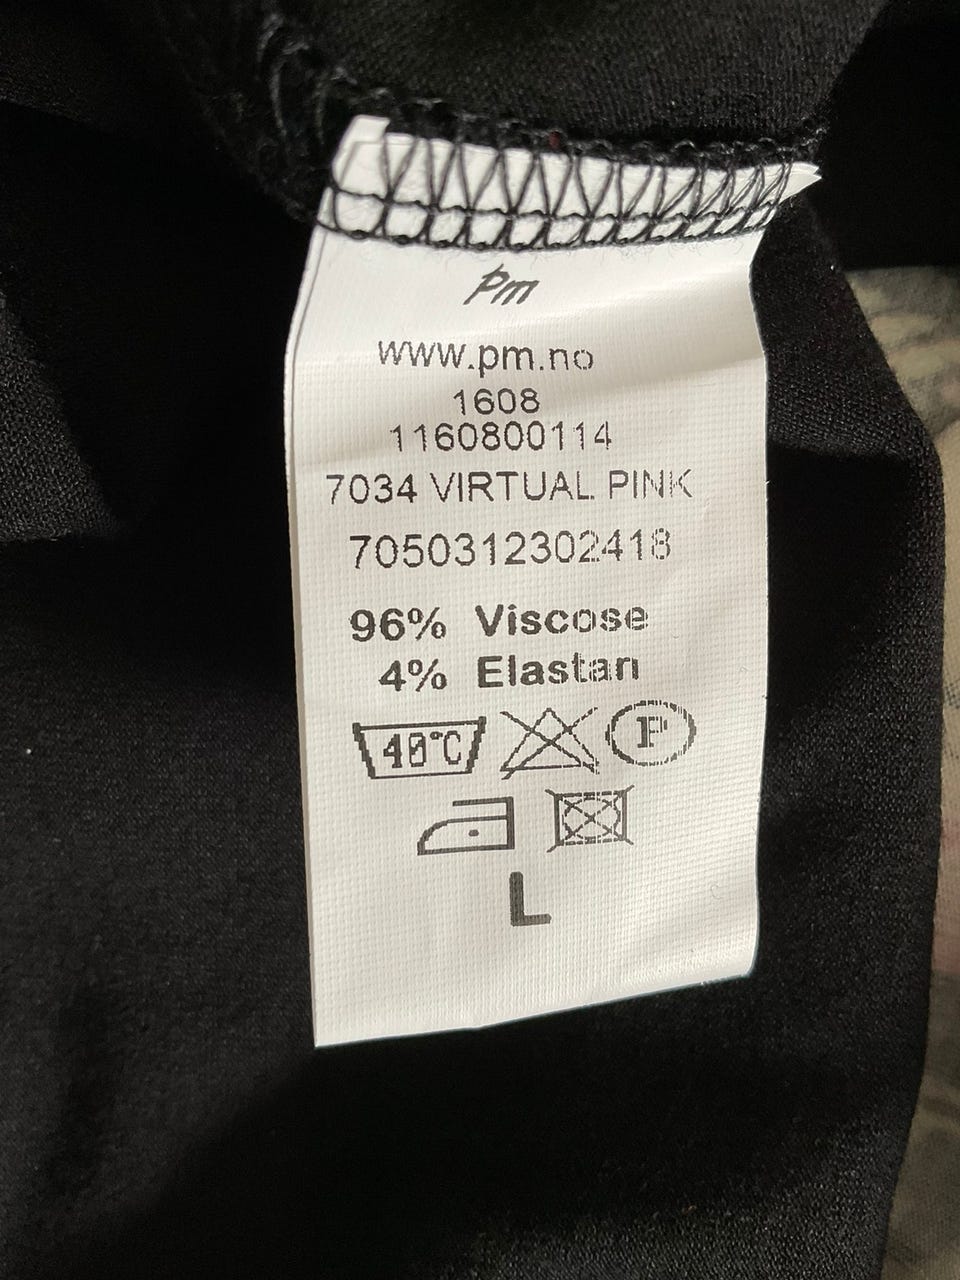 pm
www.pm.no
1608
1160800114
7034 VIRTUAL PINK
7050312302418
96% Viscose
4% Elastan
40°C P
L